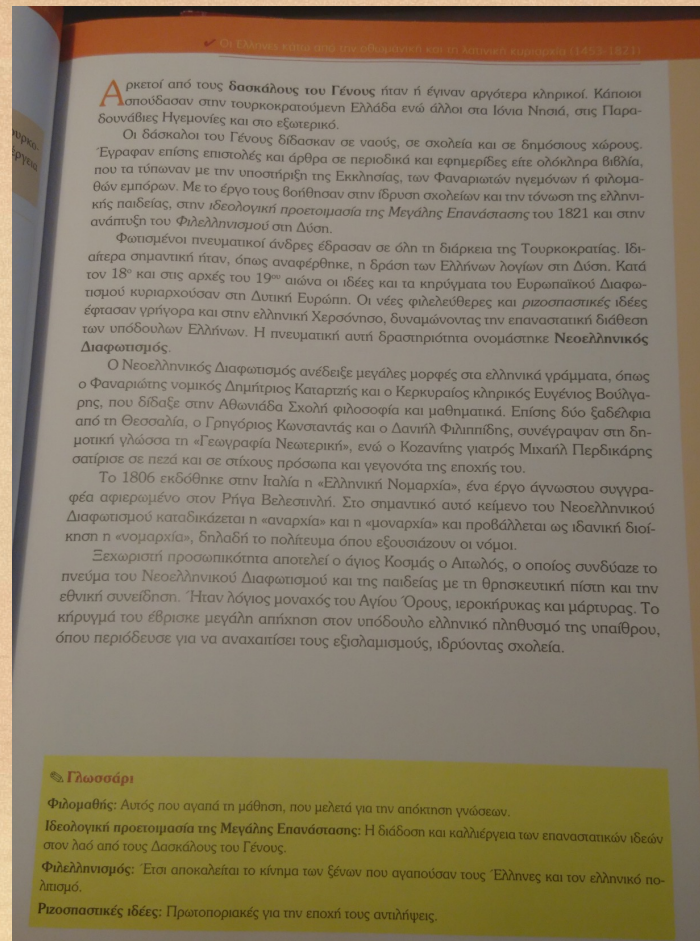 ✔ Οι Έλληνες κάτω από την οθωμανική και τη λατινική κυριαρχία (1453-1821)
Αρκετοί από τους δασκάλους του Γένους ήταν ή έγιναν αργότερα κληρικοί. Κάποιοι
σπούδασαν στην τουρκοκρατούμενη Ελλάδα ενώ άλλοι στα Ιόνια Νησιά, στις Παρα-
δουνάβιες Ηγεμονίες και στο εξωτερικό.
Οι δάσκαλοι του Γένους δίδασκαν σε ναούς, σε σχολεία και σε δημόσιους χώρους.
Έγραφαν επίσης επιστολές και άρθρα σε περιοδικά και εφημερίδες είτε ολόκληρα βιβλία,
που τα τύπωναν με την υποστήριξη της Εκκλησίας, των Φαναριωτών ηγεμόνων ή φιλομα-
θών εμπόρων. Με το έργο τους βοήθησαν στην ίδρυση σχολείων και την τόνωση της ελληνι-
κής παιδείας, στην ιδεολογική προετοιμασία της Μεγάλης Επανάστασης του 1821 και στην
ανάπτυξη του Φιλελληνισμού στη Δύση.
Φωτισμένοι πνευματικοί άνδρες έδρασαν σε όλη τη διάρκεια της Τουρκοκρατίας. Ιδι-
αίτερα σημαντική ήταν, όπως αναφέρθηκε, η δράση των Ελλήνων λογίων στη Δύση. Κατά
τον 18ο και στις αρχές του 19ου αιώνα οι ιδέες και τα κηρύγματα του Ευρωπαϊκού Διαφω-
τισμού κυριαρχούσαν στη Δυτική Ευρώπη. Οι νέες φιλελεύθερες και ριζοσπαστικές ιδέες
έφτασαν γρήγορα και στην ελληνική Χερσόνησο, δυναμώνοντας την επαναστατική διάθεση
των υπόδουλων Ελλήνων. Η πνευματική αυτή δραστηριότητα ονομάστηκε Νεοελληνικός
Διαφωτισμός.
Ο Νεοελληνικός Διαφωτισμός ανέδειξε μεγάλες μορφές στα ελληνικά γράμματα, όπως
ο Φαναριώτης νομικός Δημήτριος Καταρτζής και ο Κερκυραίος κληρικός Ευγένιος Βούλγα-
ρης, που δίδαξε στην Αθωνιάδα Σχολή φιλοσοφία και μαθηματικά. Επίσης δύο ξαδέλφια
από τη Θεσσαλία, ο Γρηγόριος Κωνσταντάς και ο Δανιήλ Φιλιππίδης, συνέγραψαν στη δη-
μοτική γλώσσα τη «Γεωγραφία Νεωτερική», ενώ ο Κοζανίτης γιατρός Μιχαήλ Περδικάρης
σατίρισε σε πεζά και σε στίχους πρόσωπα και γεγονότα της εποχής του.
Το 1806 εκδόθηκε στην Ιταλία η «Ελληνική Νομαρχία», ένα έργο άγνωστου συγγρα-
φέα αφιερωμένο στον Ρήγα Βελεστινλή. Στο σημαντικό αυτό κείμενο του Νεοελληνικού
Διαφωτισμού καταδικάζεται η «αναρχία» και η «μοναρχία» και προβάλλεται ως ιδανική διοί-
κηση η «νομαρχία», δηλαδή το πολίτευμα όπου εξουσιάζουν οι νόμοι.
Ξεχωριστή προσωπικότητα αποτελεί ο άγιος Κοσμάς ο Αιτωλός, ο οποίος συνδύαζε το
πνεύμα του Νεοελληνικού Διαφωτισμού και της παιδείας με τη θρησκευτική πίστη και την
εθνική συνείδηση. Ήταν λόγιος μοναχός του Αγίου Όρους, ιεροκήρυκας και μάρτυρας. Το
κήρυγμά του έβρισκε μεγάλη απήχηση στον υπόδουλο ελληνικό πληθυσμό της υπαίθρου,
όπου περιόδευσε για να αναχαιτίσει τους εξισλαμισμούς, ιδρύοντας σχολεία.
✎ Γλωσσάρι
Φιλομαθής: Αυτός που αγαπά τη μάθηση, που μελετά για την απόκτηση γνώσεων.
Ιδεολογική προετοιμασία της Μεγάλης Επανάστασης: Η διάδοση και καλλιέργεια των επαναστατικών ιδεών
στον λαό από τους Δασκάλους του Γένους.
Φιλελληνισμός: Έτσι αποκαλείται το κίνημα των ξένων που αγαπούσαν τους Έλληνες και τον ελληνικό πο-
λιτισμό.
Ριζοσπαστικές ιδέες: Πρωτοποριακές για την εποχή τους αντιλήψεις.